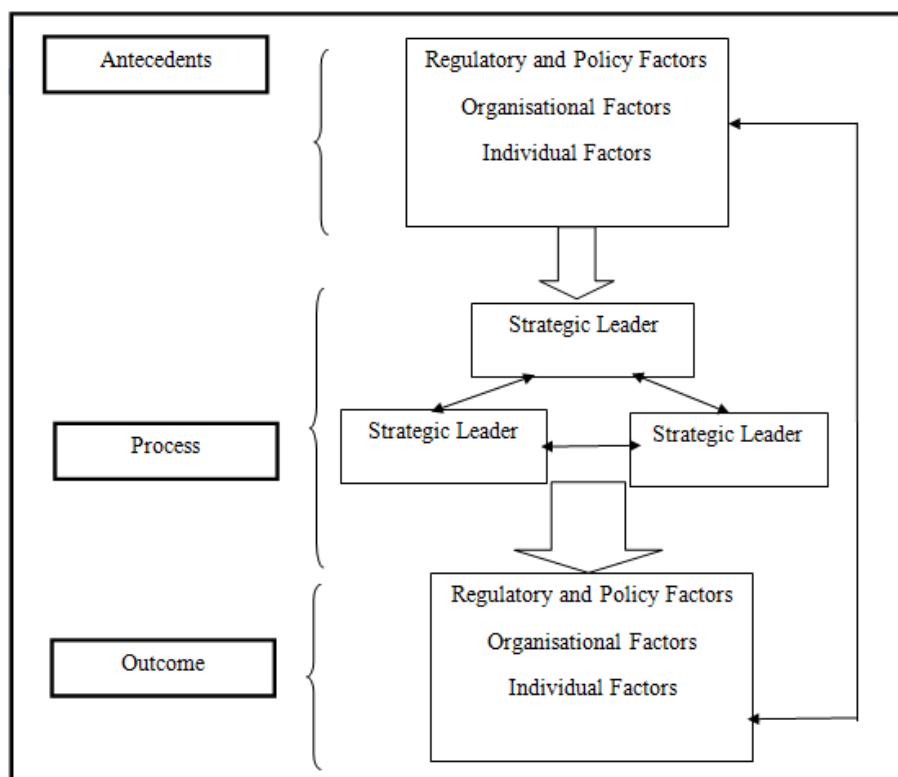 Antecedents
Regulatory and Policy Factors
Organisational Factors
Individual Factors
Strategic Leader
Strategic Leader
Strategic Leader
Process
Regulatory and Policy Factors
Organisational Factors
Individual Factors
Outcome